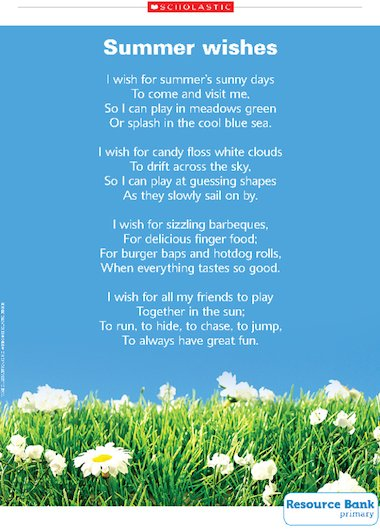 SCHOLASTIC
Summer wishes
I wish for summer's sunny days
To come and visit me,
So I can play in meadows green
Or splash in the cool blue sea.
I wish for candy floss white clouds
To drift across the sky,
So I can play at guessing shapes
As they slowly sail on by.
I wish for sizzling barbeques,
For delicious finger food;
For burger baps and hotdog rolls,
When everything tastes so good.
I wish for all my friends to play
Together in the sun;
To run, to hide, to chase, to jump,
To always have great fun.
Resource Bank
primary